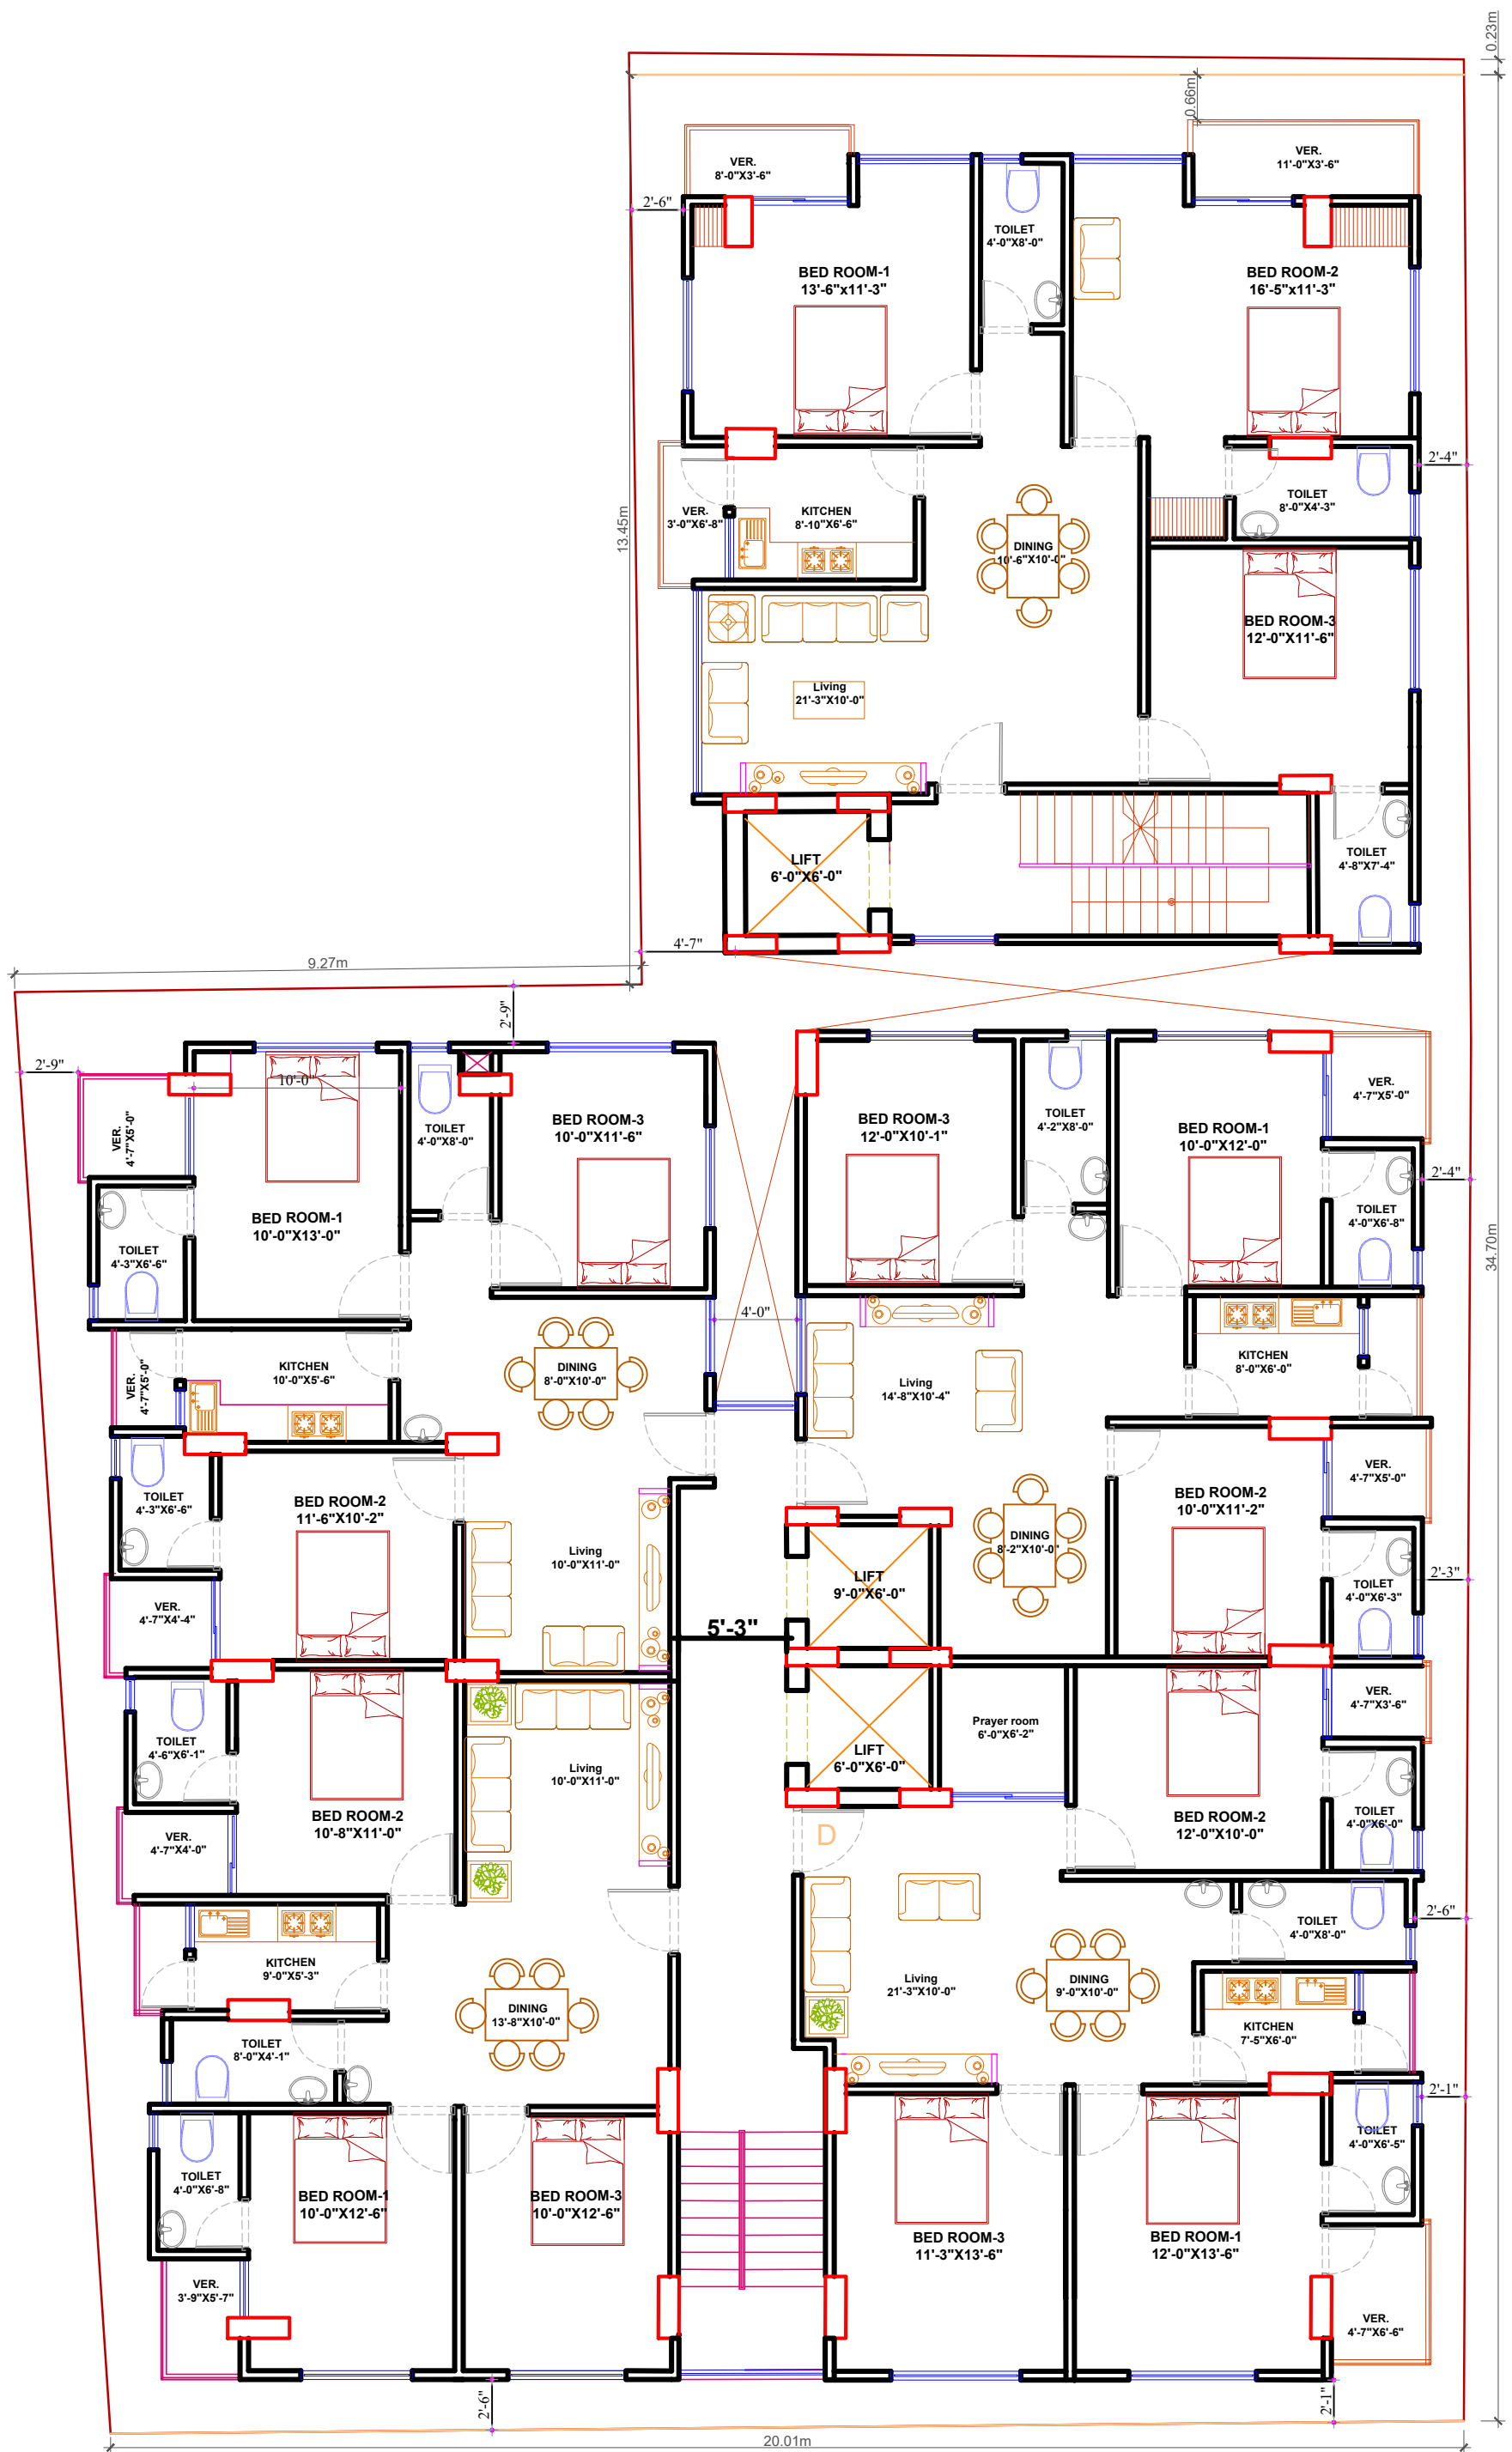 0.23m
0.66m
VER.
8'-0"X3'-6"
VER.
11'-0"X3'-6"
2'-6"
TOILET
4'-0"X8'-0"
BED ROOM-1
13'-6"x11'-3"
BED ROOM-2
16'-5"x11'-3"
2'-4"
13.45m
VER.
3'-0"X6'-8"
KITCHEN
8'-10"X6'-6"
TOILET
8'-0"X4'-3"
DINING
10'-6"X10'-0"
BED ROOM-3
12'-0"X11'-6"
Living
21'-3"X10'-0"
LIFT
6'-0"X6'-0"
TOILET
4'-8"X7'-4"
4'-7"
9.27m
2'-9"
2'-9"
10'-0"
VER.
4'-7"X5'-0"
TOILET
4'-0"X8'-0"
BED ROOM-3
10'-0"X11'-6"
BED ROOM-3
12'-0"X10'-1"
TOILET
4'-2"X8'-0"
BED ROOM-1
10'-0"X12'-0"
VER.
4'-7"X5'-0"
2'-4"
34.70m
BED ROOM-1
10'-0"X13'-0"
TOILET
4'-3"X6'-6"
TOILET
4'-0"X6'-8"
4'-0"
VER.
4'-7"X5'-0"
KITCHEN
10'-0"X5'-6"
DINING
8'-0"X10'-0"
Living
14'-8"X10'-4"
KITCHEN
8'-0"X6'-0"
TOILET
4'-3"X6'-6"
BED ROOM-2
11'-6"X10'-2"
VER.
4'-7"X5'-0"
BED ROOM-2
10'-0"X11'-2"
Living
10'-0"X11'-0"
DINING
8'-2"X10'-0"
LIFT
9'-0"X6'-0"
TOILET
4'-0"X6'-3"
2'-3"
VER.
4'-7"X4'-4"
5'-3"
VER.
4'-7"X3'-6"
Prayer room
6'-0"X6'-2"
TOILET
4'-6"X6'-1"
LIFT
6'-0"X6'-0"
Living
10'-0"X11'-0"
BED ROOM-2
10'-8"X11'-0"
D
BED ROOM-2
12'-0"X10'-0"
TOILET
4'-0"X6'-0"
VER.
4'-7"X4'-0"
2'-6"
TOILET
4'-0"X8'-0"
KITCHEN
9'-0"X5'-3"
Living
21'-3"X10'-0"
DINING
9'-0"X10'-0"
DINING
13'-8"X10'-0"
KITCHEN
7'-5"X6'-0"
TOILET
8'-0"X4'-1"
2'-1"
TOILET
4'-0"X6'-5"
TOILET
4'-0"X6'-8"
BED ROOM-1
10'-0"X12'-6"
BED ROOM-3
10'-0"X12'-6"
BED ROOM-3
11'-3"X13'-6"
BED ROOM-1
12'-0"X13'-6"
VER.
3'-9"X5'-7"
VER.
4'-7"X6'-6"
2'-6"
2'-1"
20.01m